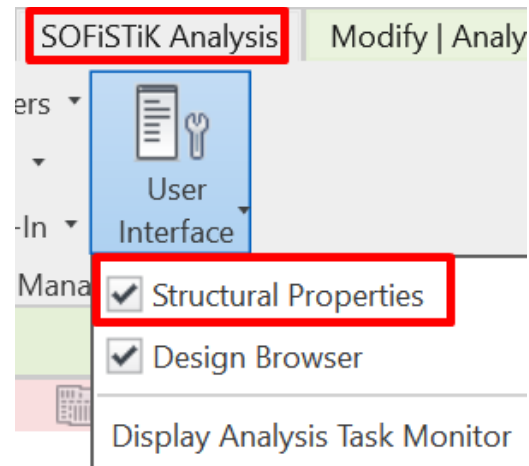 SOFiSTiK Analysis Modify | Analy
ers
User
-In Interface
Mana
Structural Properties
Design Browser
Display Analysis Task Monitor